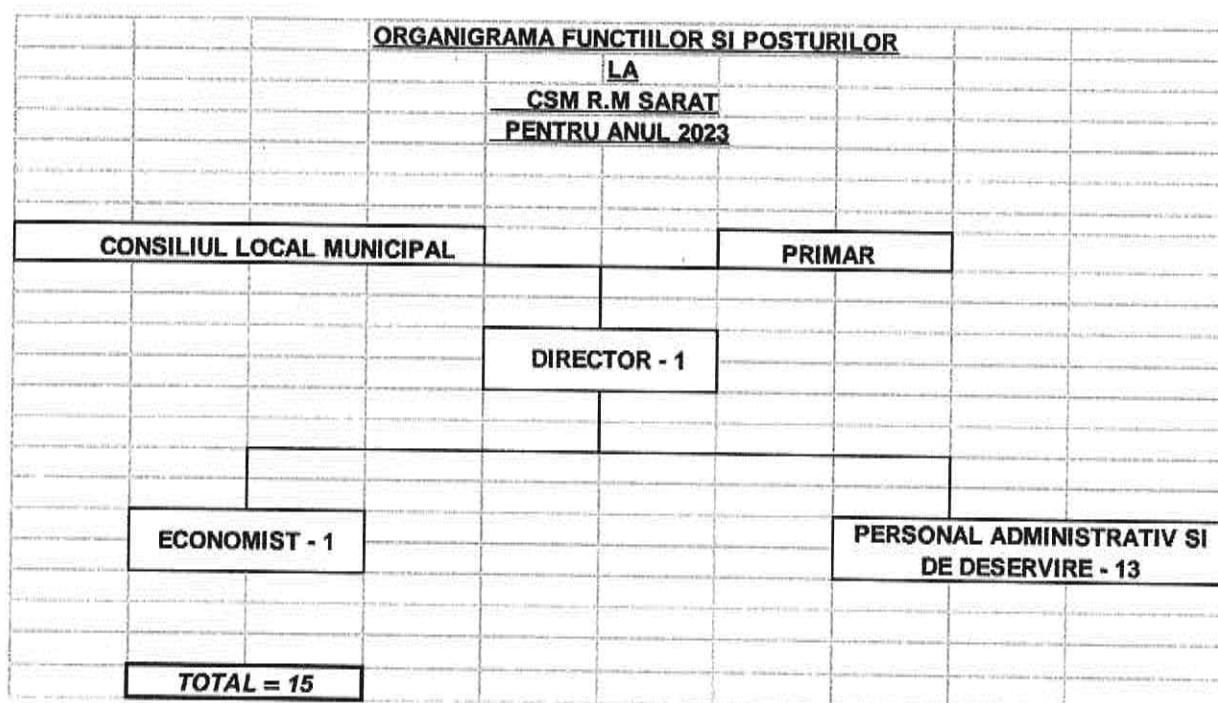 ORGANIGRAMA FUNCTIILOR SI POSTURILOR
LA
CSM R.M SARAT
PENTRU ANUL 2023
CONSILIUL LOCAL MUNICIPAL
PRIMAR
DIRECTOR - 1
ECONOMIST - 1
PERSONAL ADMINISTRATIV SI
DE DESERVIRE - 13
TOTAL = 15